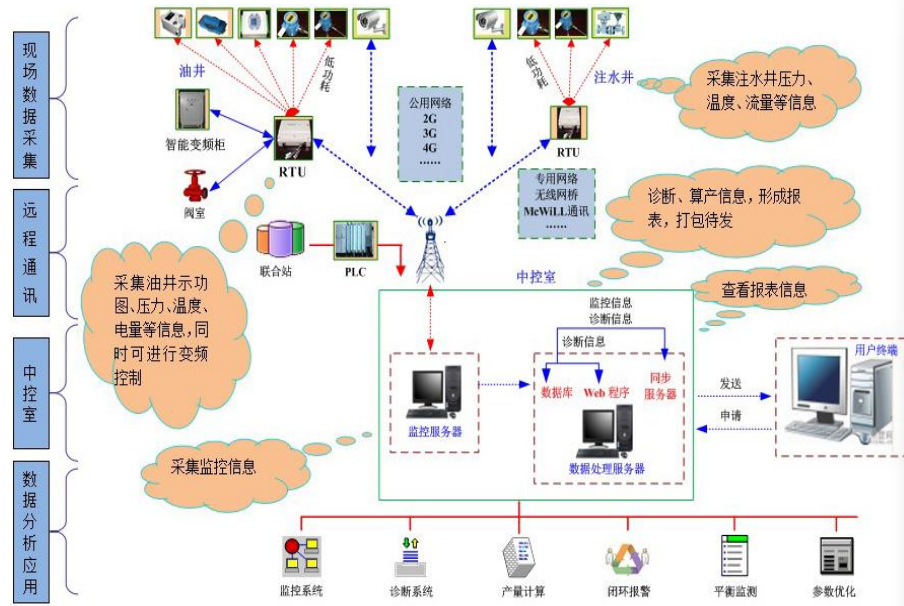 现场数据采集
远程通讯
中控室
数据分析应用
油井
低功耗
低功耗
注水井
智能变频柜
RTU
RTU
阀室
公用网络
2G
3G
4G
……
专用网络
无线网桥
McWiLL通讯
……
采集注水井压力、
温度、流量等信息
诊断、算产信息，形成报
表，打包待发
查看报表信息
联合站
PLC
采集油井示功
图、压力、温度、
电量等信息，同
时可进行变频
控制
中控室
监控信息
诊断信息
诊断信息
数据库
Web 程序
同步
服务器
监控服务器
数据处理服务器
发送
申请
用户终端
采集监控信息
监控系统
诊断系统
产量计算
闭环报警
平衡监测
参数优化